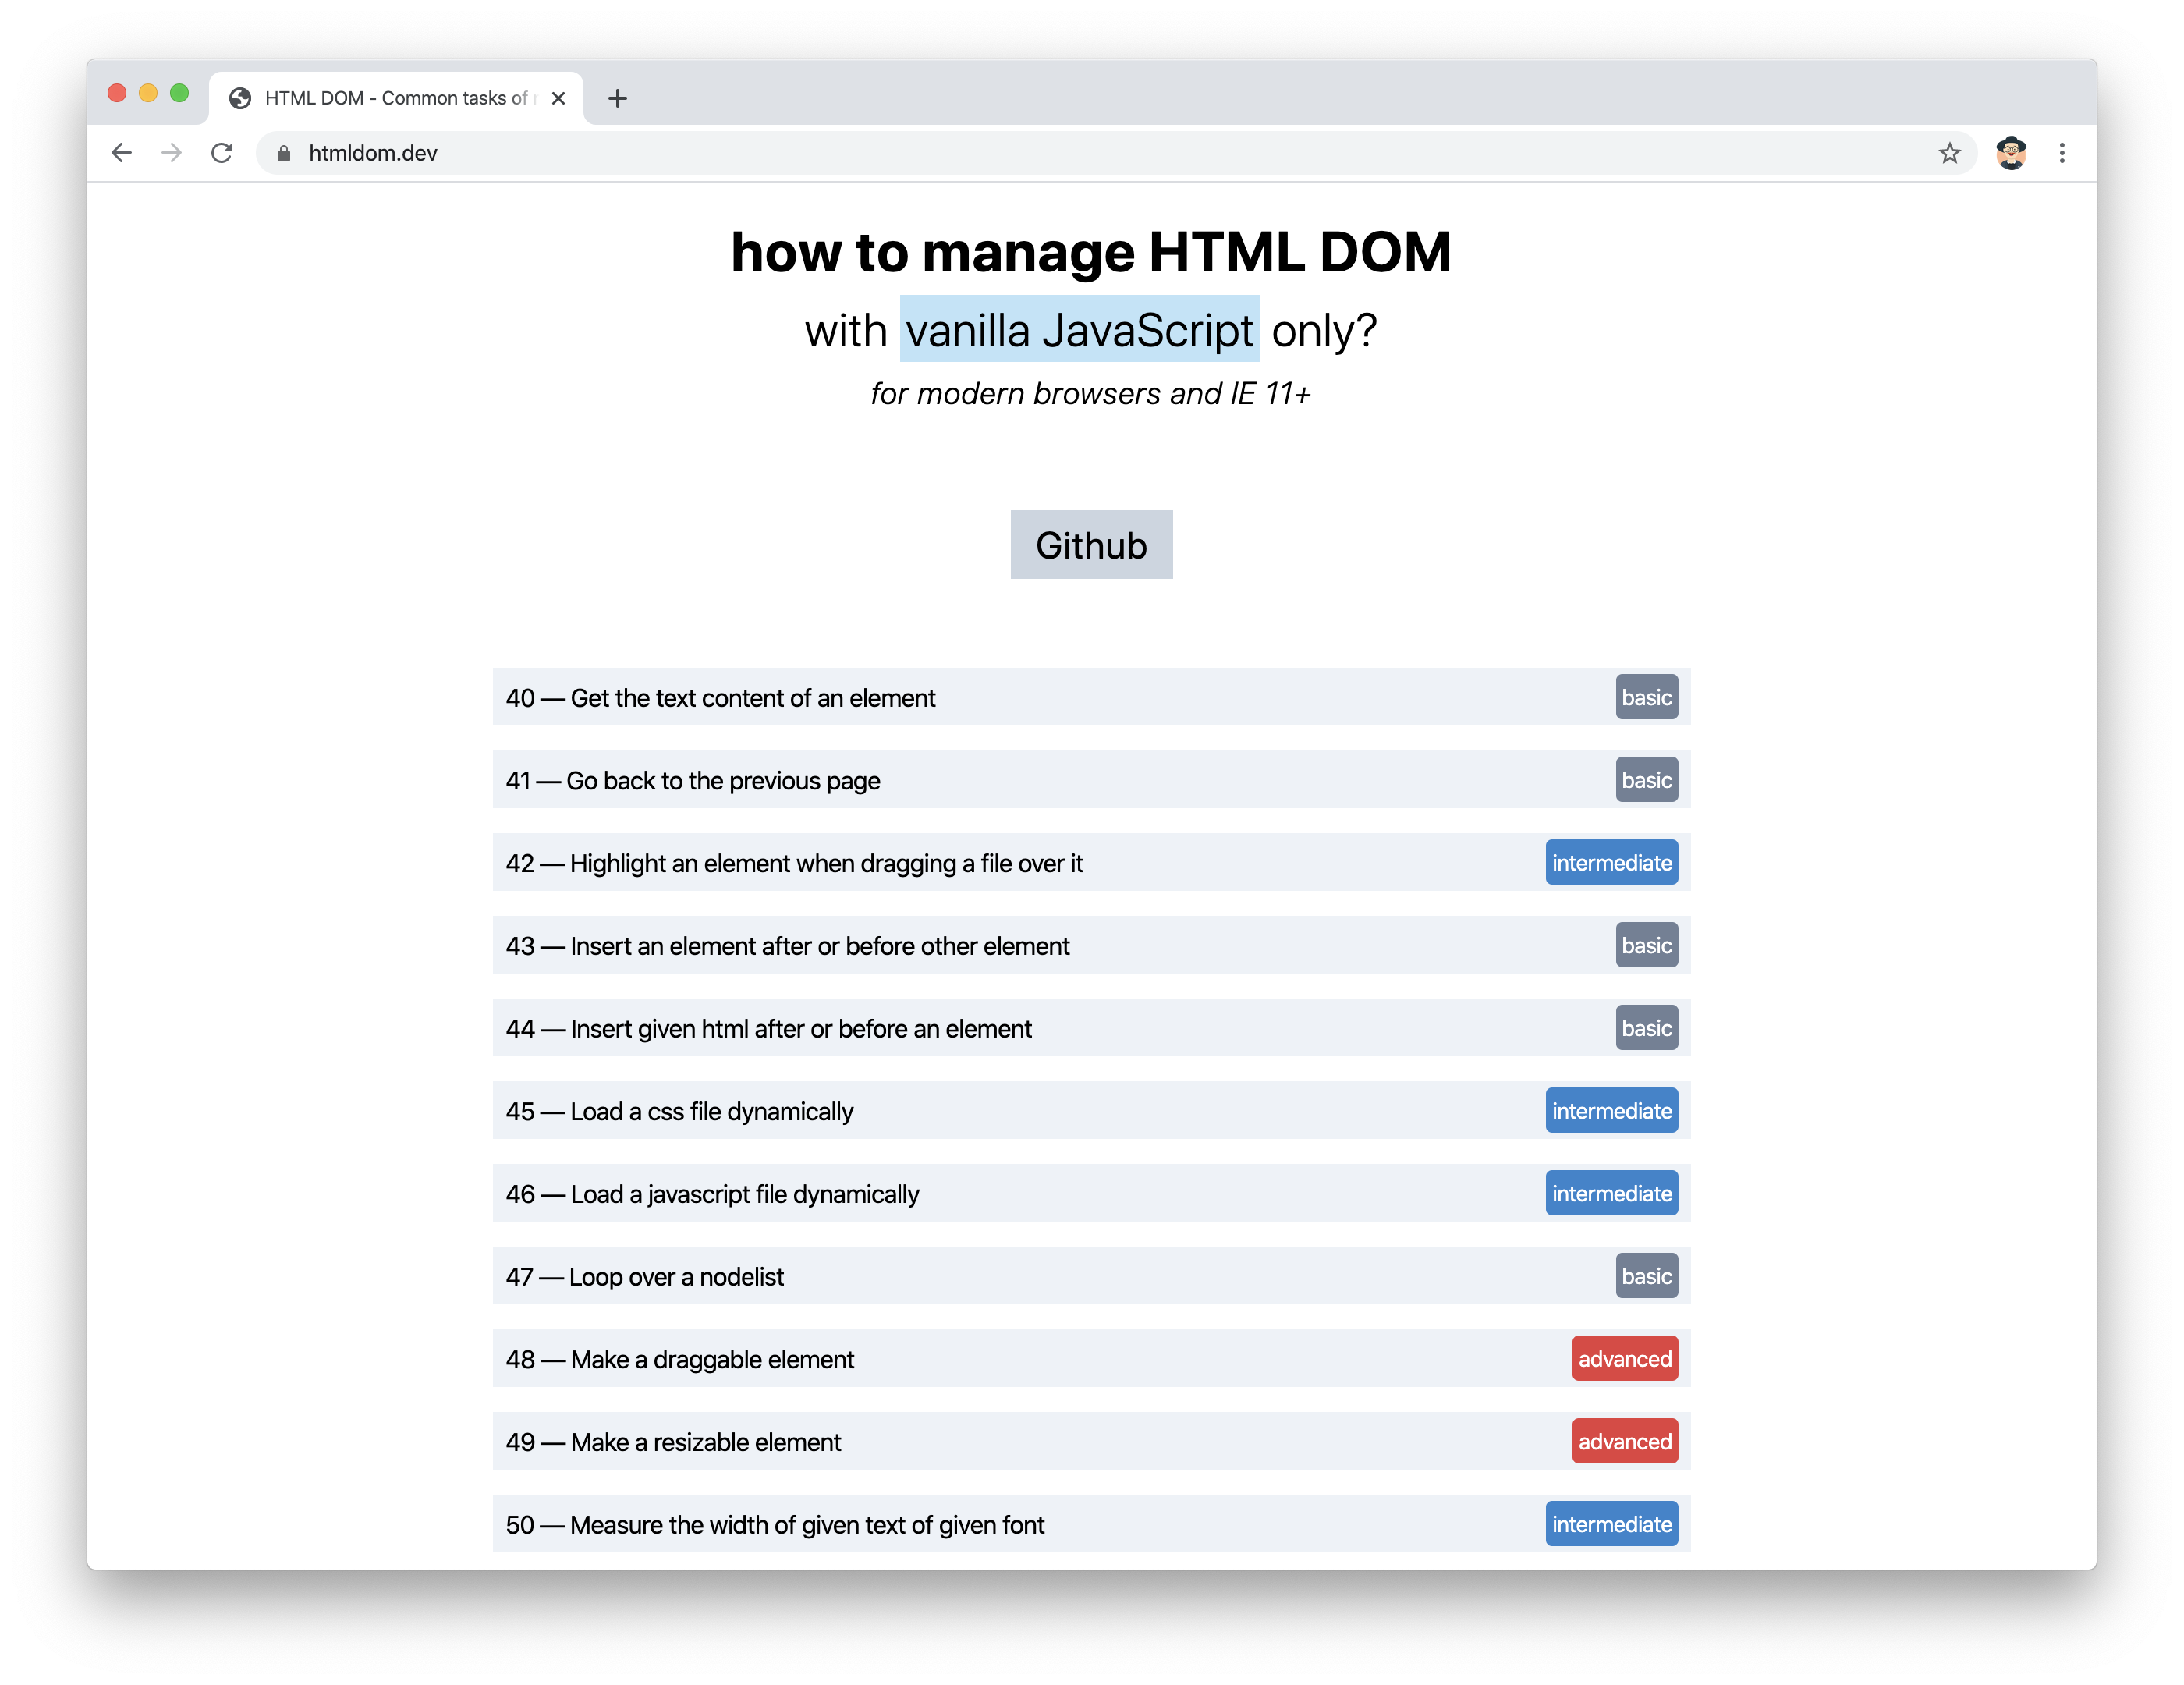 HTML DOM - Common tasks of
htmldom.dev
how to manage HTML DOM
with vanilla JavaScript only?
for modern browsers and IE 11+
Github
40 — Get the text content of an element basic
41 — Go back to the previous page basic
42 — Highlight an element when dragging a file over it intermediate
43 — Insert an element after or before other element basic
44 — Insert given html after or before an element basic
45 — Load a css file dynamically intermediate
46 — Load a javascript file dynamically intermediate
47 — Loop over a nodelist basic
48 — Make a draggable element advanced
49 — Make a resizable element advanced
50 — Measure the width of given text of given font intermediate